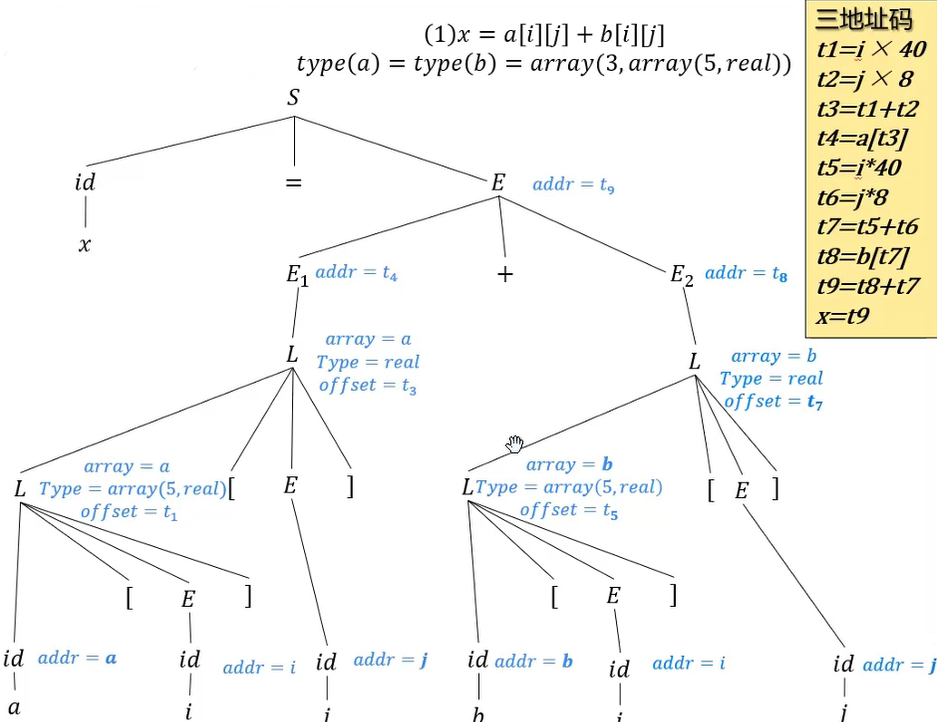 (1)x = a[i][j] + b[i][j]
type(a) = type(b) = array(3,array(5,real))
三地址码
t1=i × 40
t2=j × 8
t3=t1+t2
t4=a[t3]
t5=i*40
t6=j*8
t7=t5+t6
t8=b[t7]
t9=t8+t7
x=t9
S
id = E addr = t₉
x
E₁ addr = t₄ + E₂ addr = t₈
L array = a
Type = real
offset = t₃
L array = b
Type = real
offset = t₇
L array = a
Type = array(5,real)
offset = t₁
[ E ]
L array = b
Type = array(5,real)
offset = t₅
[ E ]
[ E ]
[ E ]
id addr = a
id addr = i
id addr = j
id addr = b
id addr = i
id addr = j
a
i
j
b
i
j